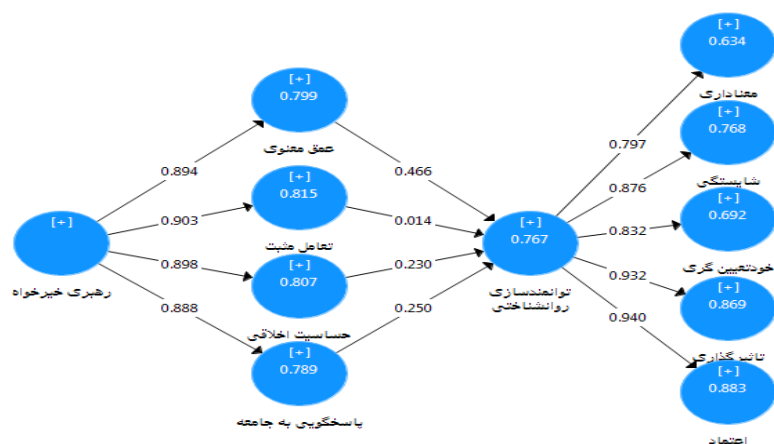 [+]
رهبری خیرخواه
0.894
0.903
0.898
0.888
[+]
0.799
عمق معنوی
[+]
0.815
تعامل مثبت
[+]
0.807
حساسیت اخلاقی
[+]
0.789
پاسخگویی به جامعه
0.466
0.014
0.230
0.250
[+]
0.767
توانمندسازی
روانشناختی
0.797
0.876
0.832
0.932
0.940
[+]
0.634
معناداری
[+]
0.768
شایستگی
[+]
0.692
خودتعیین گری
[+]
0.869
تاثیرگذاری
[+]
0.883
اعتماد